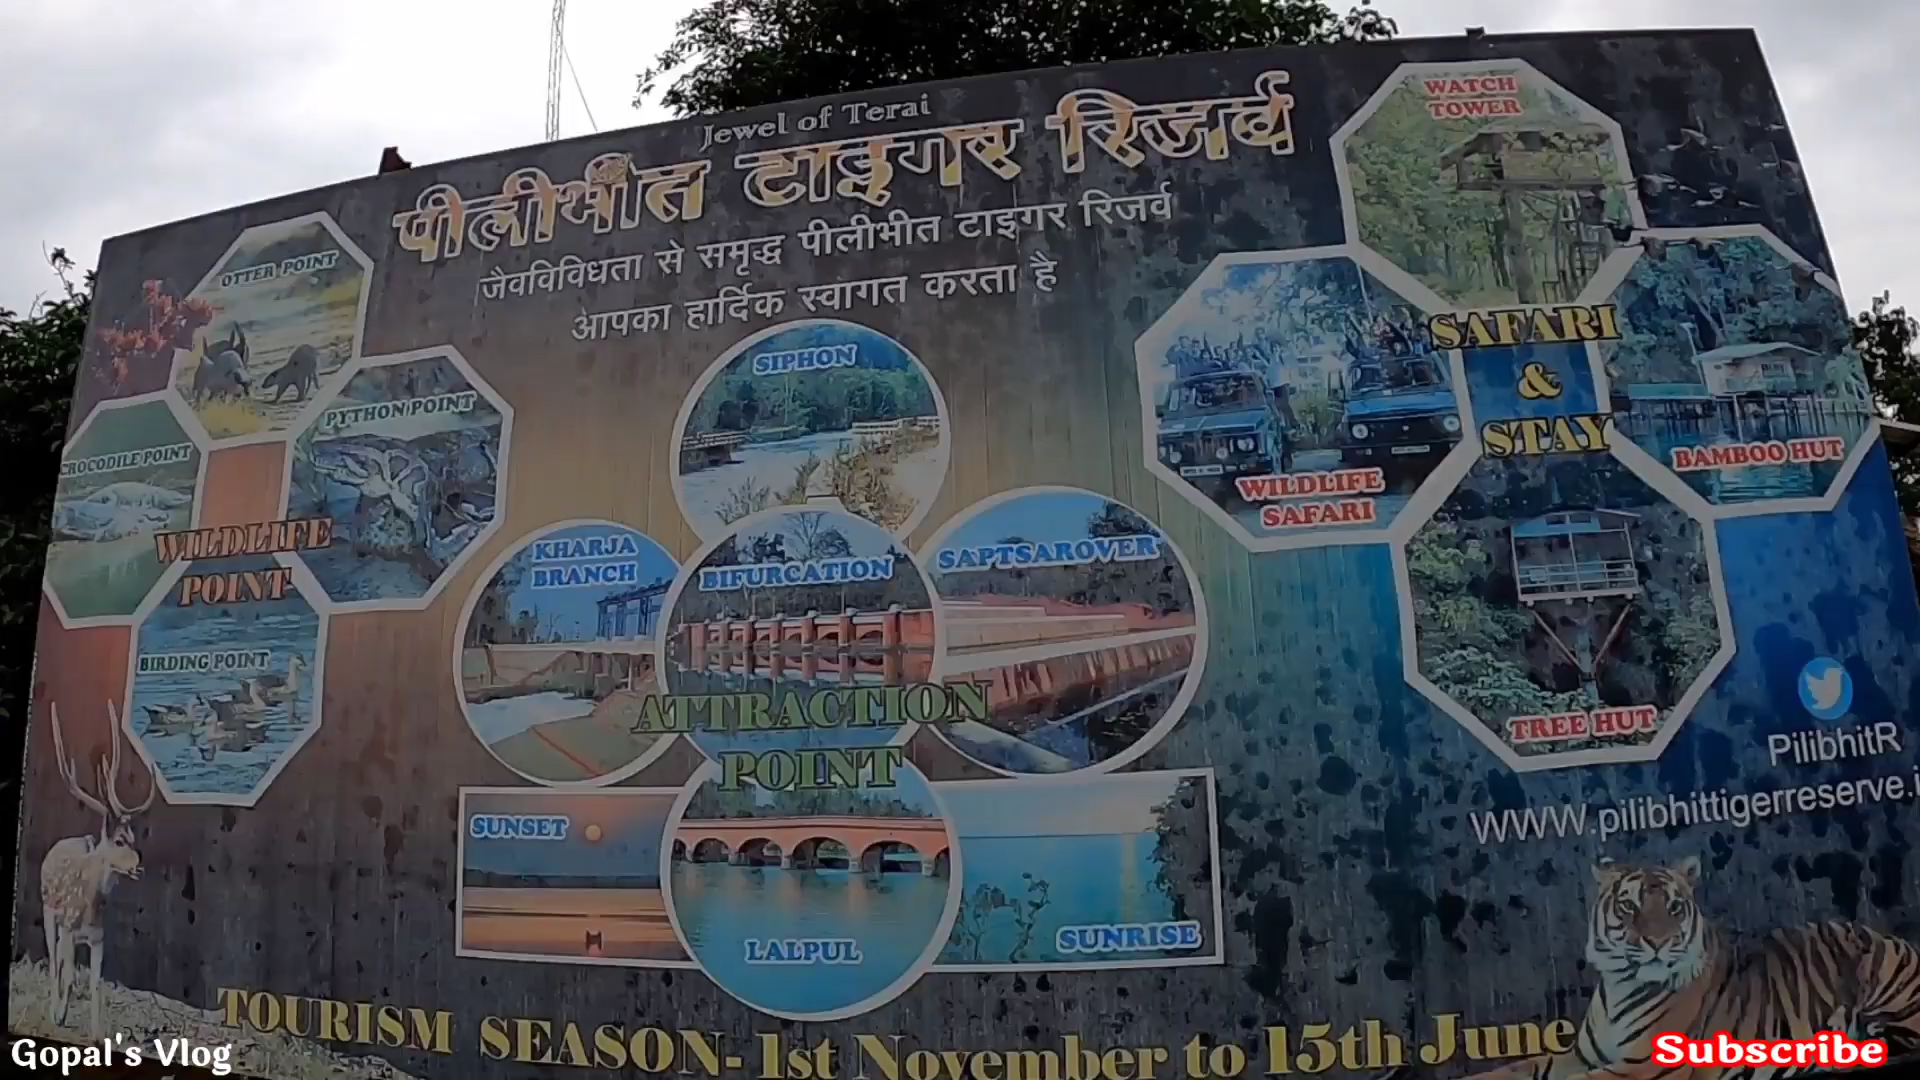 Jewel of Terai
पीलीभीत टाइगर रिजर्व
जैवविविधता से समृद्ध पीलीभीत टाइगर रिजर्व
आपका हार्दिक स्वागत करता है
OTTER POINT
PYTHON POINT
CROCODILE POINT
WILDLIFE
POINT
BIRDING POINT
SIPHON
KHARJA
BRANCH
BIFURCATION
SAPTSAROVER
ATTRACTION
POINT
SUNSET
LALPUL
SUNRISE
WATCH
TOWER
SAFARI
&
STAY
WILDLIFE
SAFARI
BAMBOO HUT
TREE HUT
PilibhitR
WWW.pilibhittigerreserve.i
TOURISM SEASON-1st November to 15th June
Gopal's Vlog
Subscribe